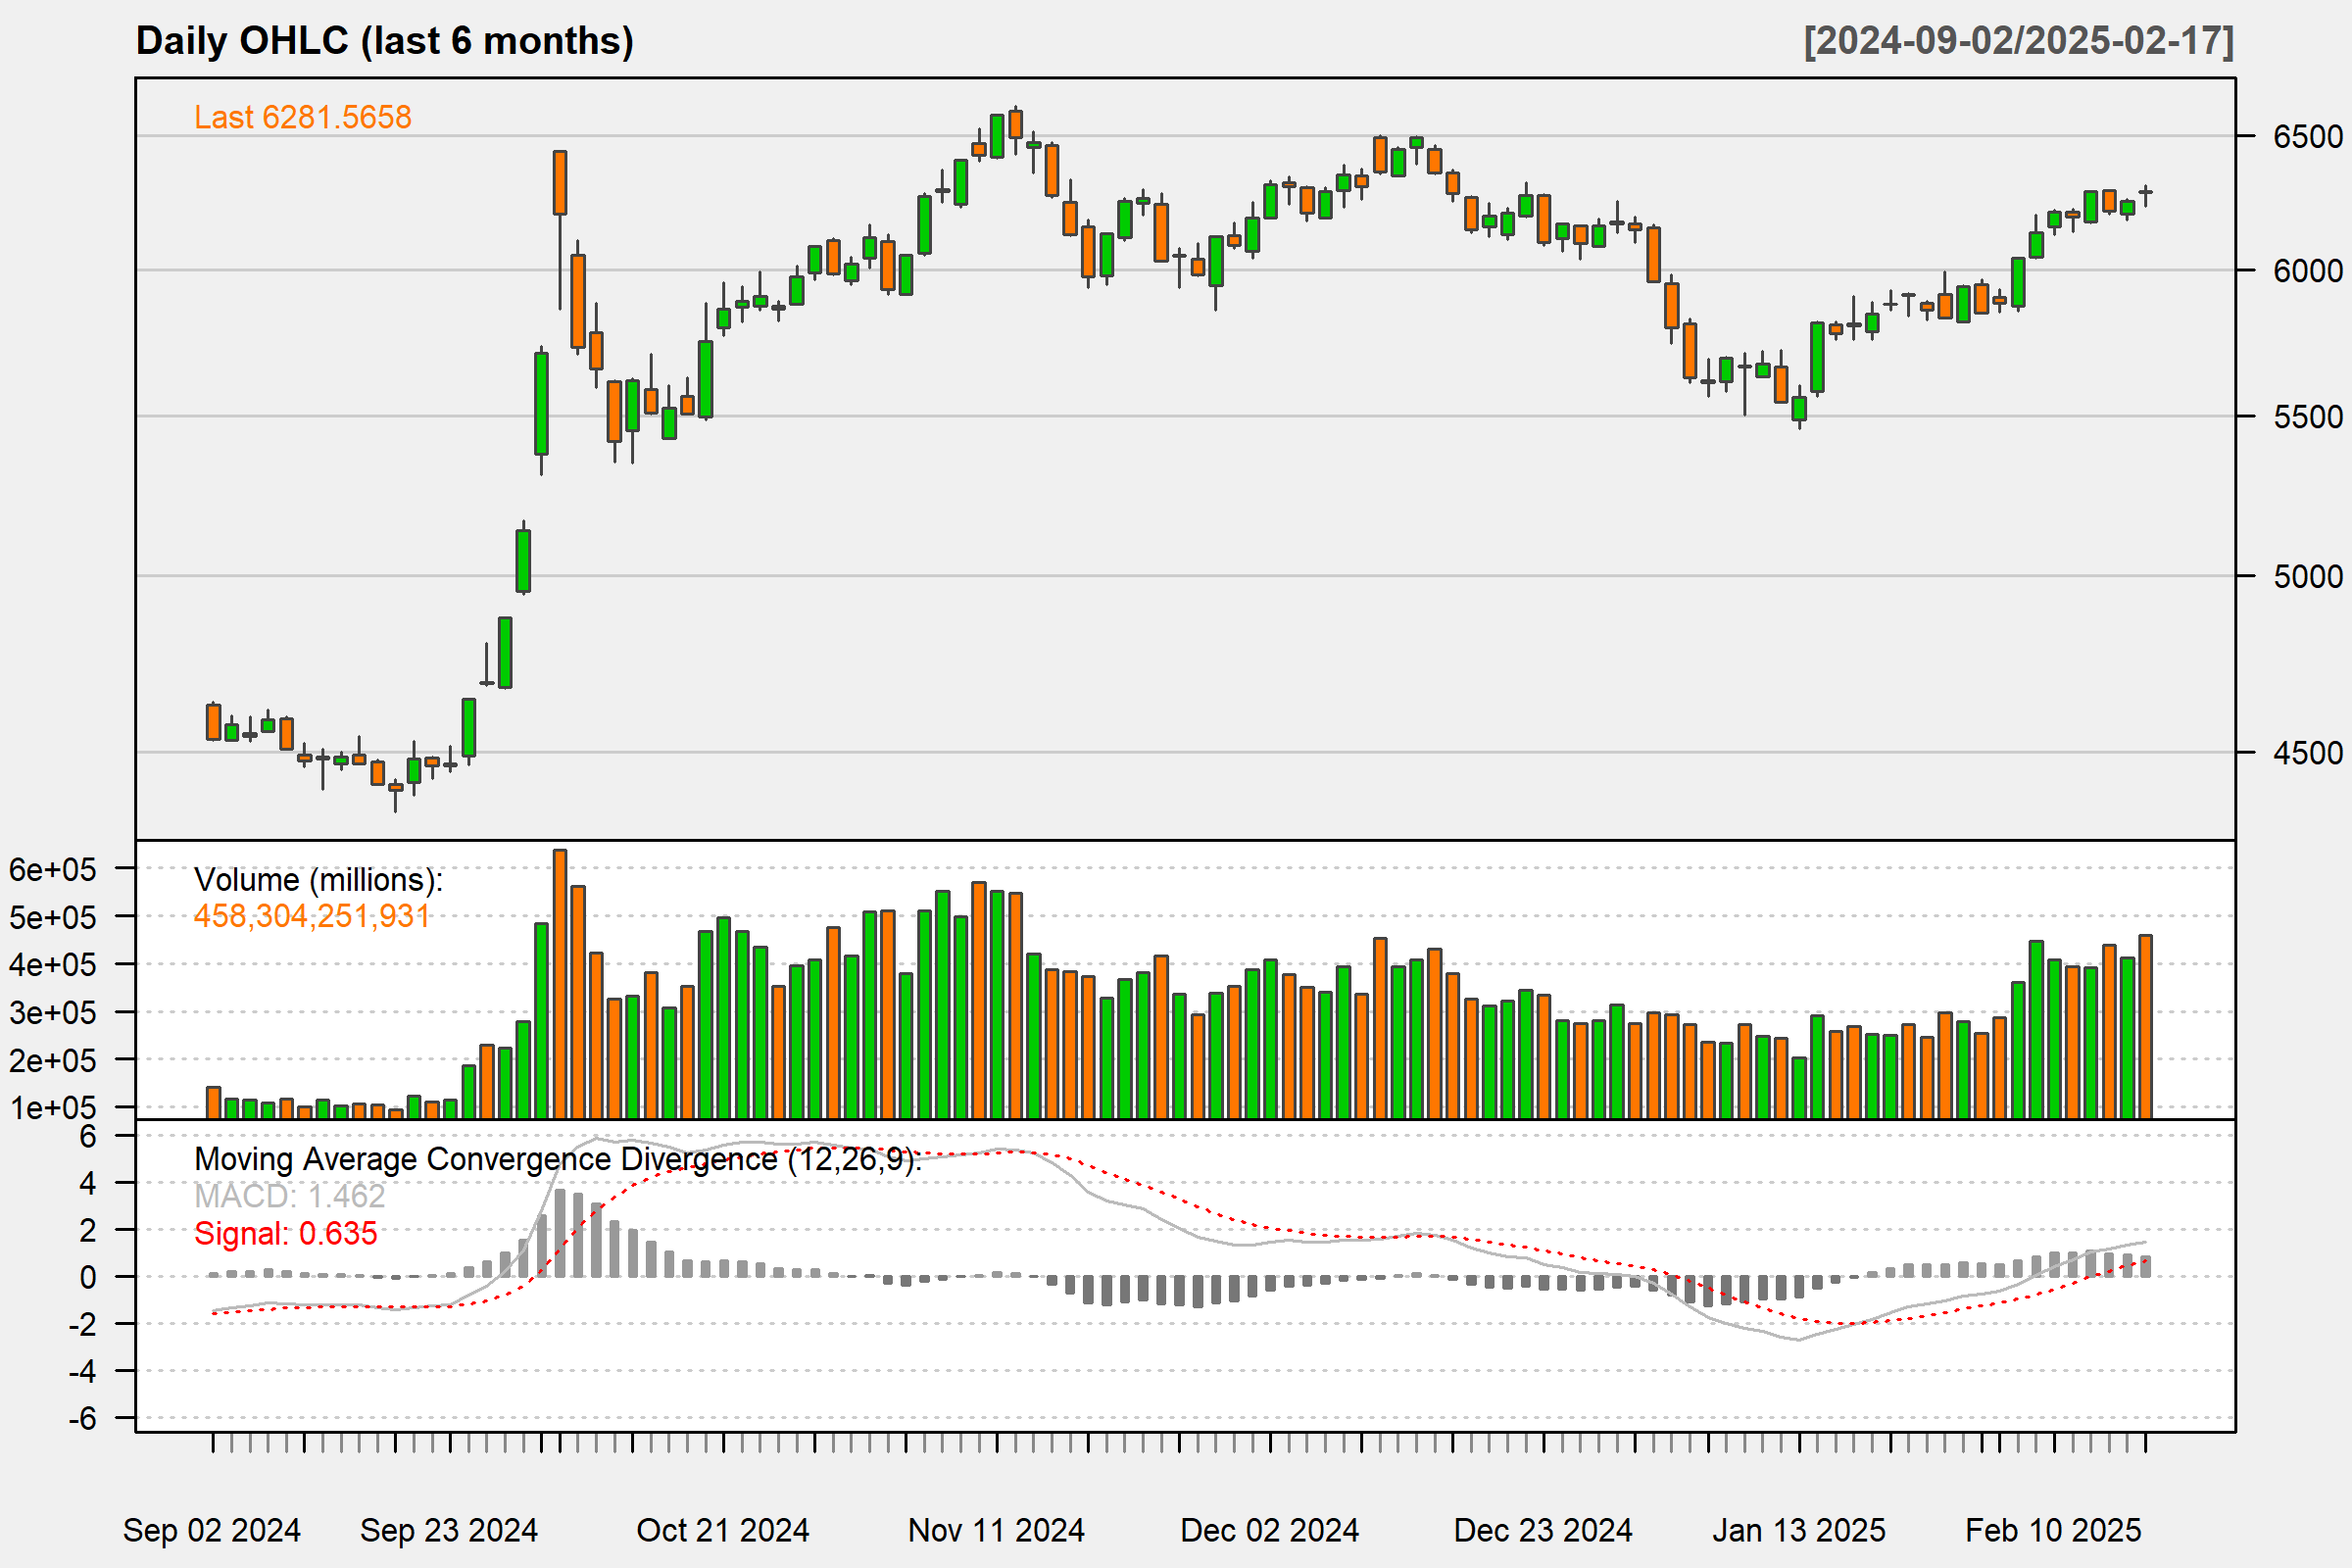 Daily OHLC (last 6 months)
[2024-09-02/2025-02-17]
Last 6281.5658
6500
6000
5500
5000
4500
Volume (millions):
458,304,251,931
6e+05
5e+05
4e+05
3e+05
2e+05
1e+05
Moving Average Convergence Divergence (12,26,9):
MACD: 1.462
Signal: 0.635
6
4
2
0
-2
-4
-6
Sep 02 2024
Sep 23 2024
Oct 21 2024
Nov 11 2024
Dec 02 2024
Dec 23 2024
Jan 13 2025
Feb 10 2025